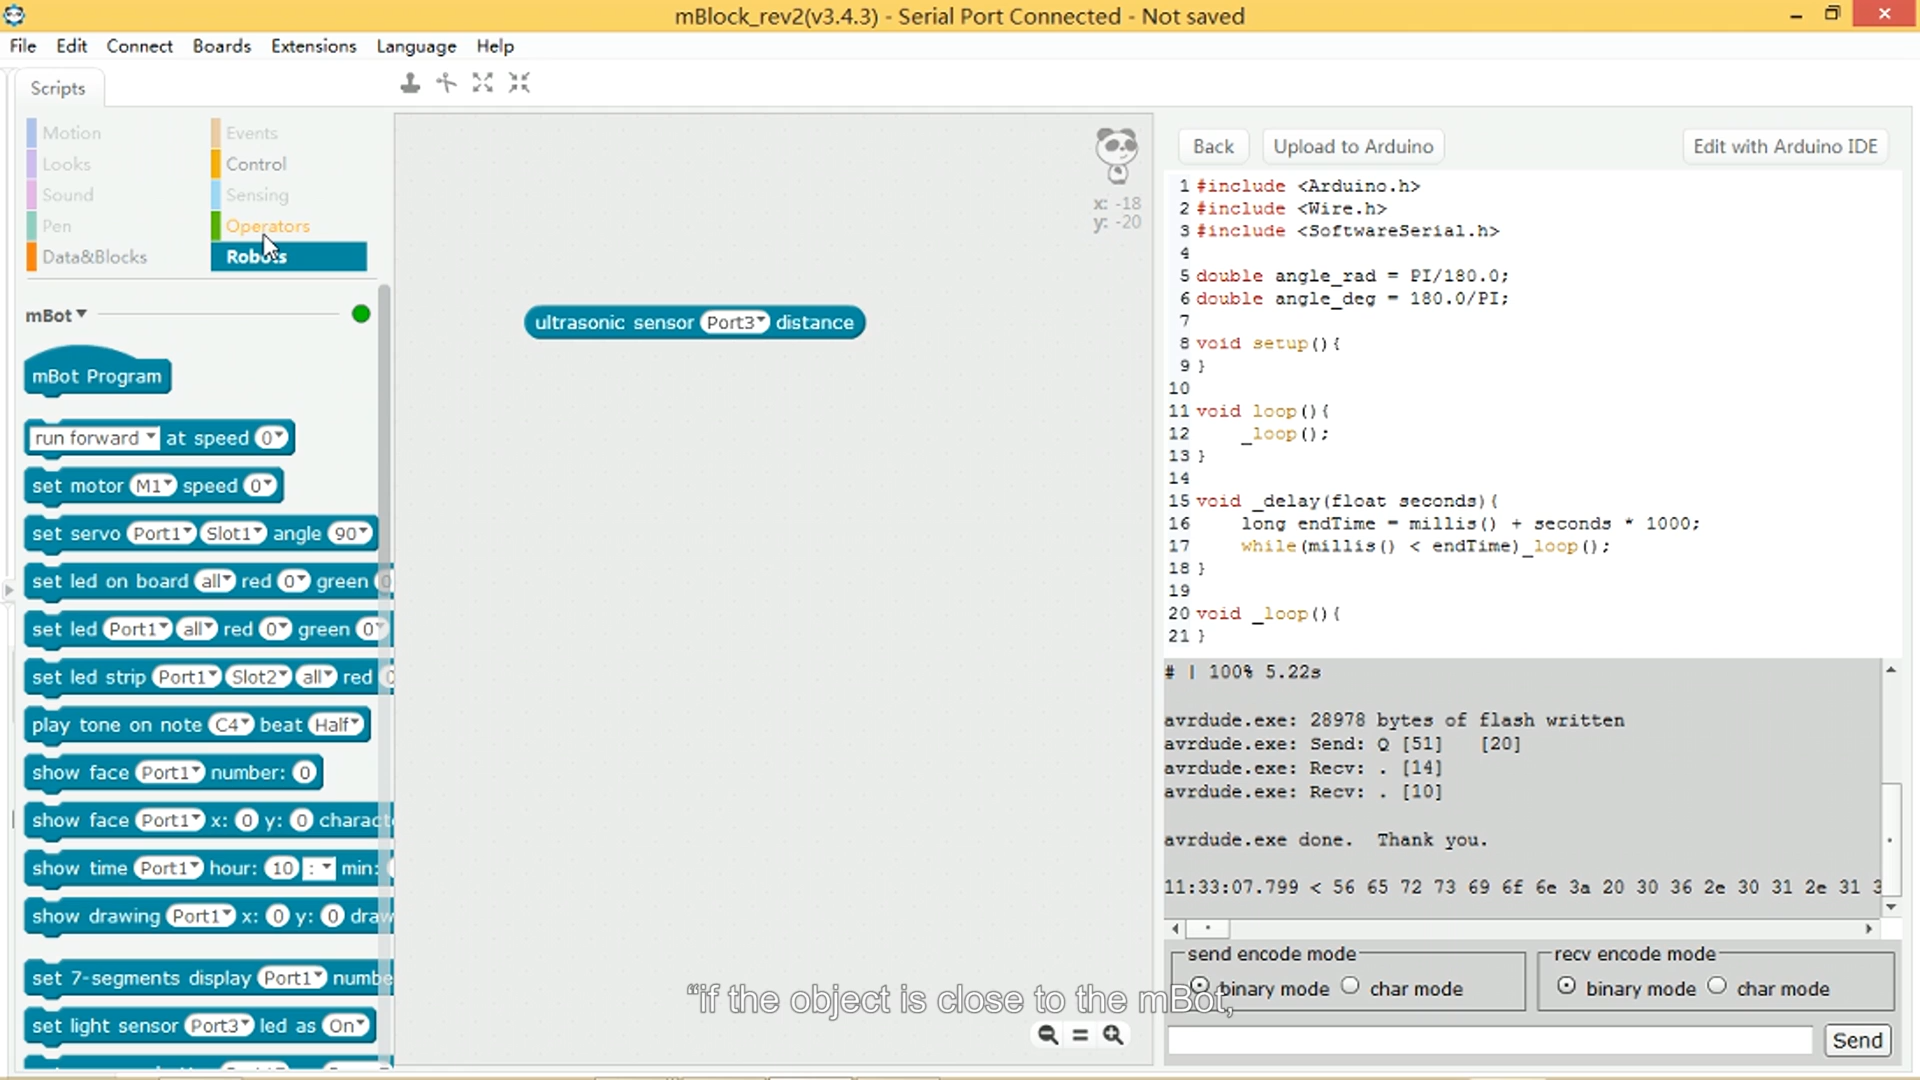 mBlock_rev2(v3.4.3) - Serial Port Connected - Not saved
File Edit Connect Boards Extensions Language Help
Scripts
Motion Events
Looks Control
Sound Sensing
Pen Operators
Data&Blocks Robots
mBot
mBot Program
run forward at speed 0
set motor M1 speed 0
set servo Port1 Slot1 angle 90
set led on board all red 0 green 0
set led Port1 all red 0 green 0
set led strip Port1 Slot2 all red 0
play tone on note C4 beat Half
show face Port1 number: 0
show face Port1 x: 0 y: 0 charact
show time Port1 hour: 10 : min:
show drawing Port1 x: 0 y: 0 draw
set 7-segments display Port1 numbe
set light sensor Port3 led as On
ultrasonic sensor Port3 distance
x: -18
y: -20
Back Upload to Arduino Edit with Arduino IDE
1 #include <Arduino.h>
2 #include <Wire.h>
3 #include <SoftwareSerial.h>
4
5 double angle_rad = PI/180.0;
6 double angle_deg = 180.0/PI;
7
8 void setup(){
9 }
10
11 void loop(){
12 _loop();
13 }
14
15 void _delay(float seconds){
16 long endTime = millis() + seconds * 1000;
17 while(millis() < endTime)_loop();
18 }
19
20 void _loop(){
21 }
# | 100% 5.22s
avrdude.exe: 28978 bytes of flash written
avrdude.exe: Send: Q [51] [20]
avrdude.exe: Recv: . [14]
avrdude.exe: Recv: . [10]
avrdude.exe done. Thank you.
11:33:07.799 < 56 65 72 73 69 6f 6e 3a 20 30 36 2e 30 31 2e 31 3
send encode mode
binary mode char mode
recv encode mode
binary mode char mode
Send
“if the object is close to the mBot,